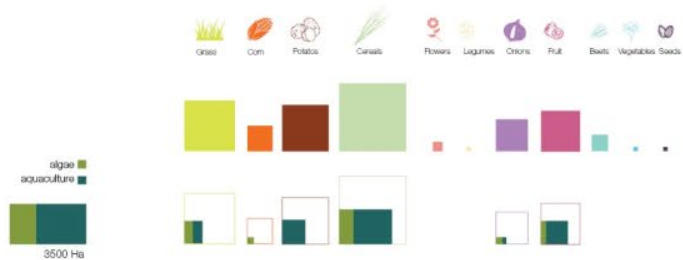 Grass Corn Potatos Cereals Flowers Legumes Onions Fruit Beets Vegetables Seeds
algae
aquaculture
3500 Ha